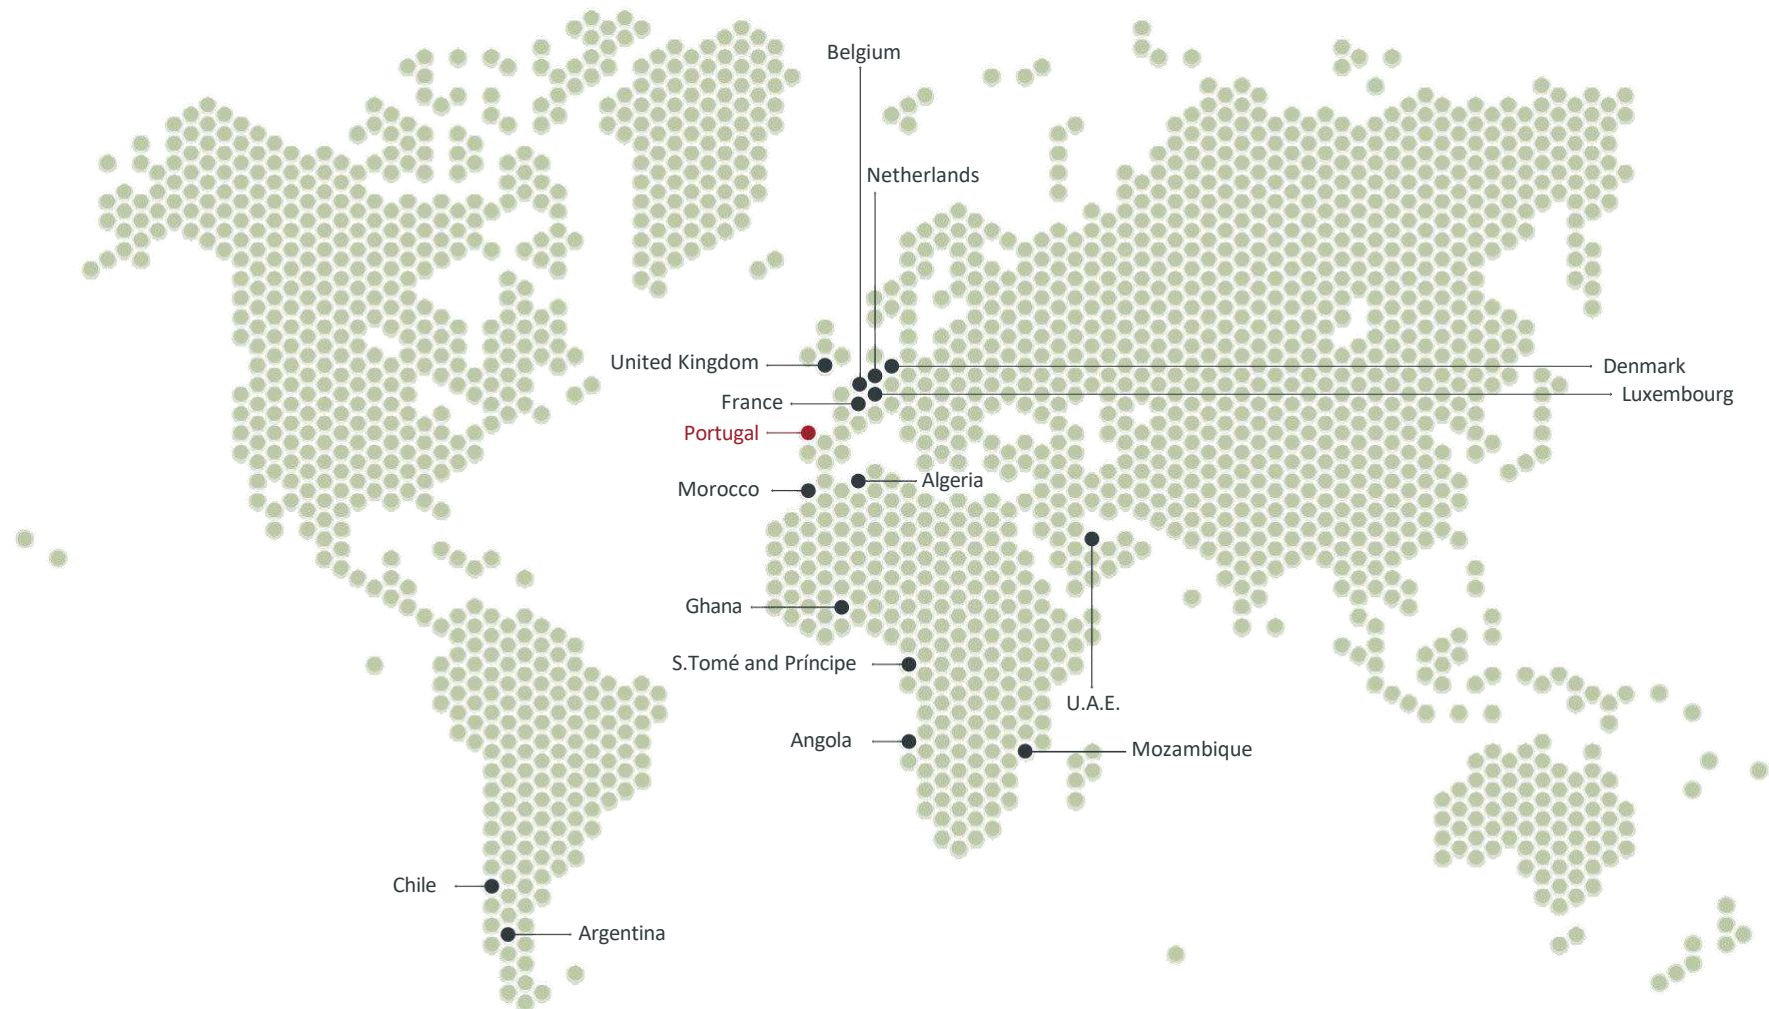 Belgium
Netherlands
United Kingdom
Denmark
Luxembourg
France
Portugal
Algeria
Morocco
Ghana
S.Tomé and Príncipe
U.A.E.
Angola
Mozambique
Chile
Argentina